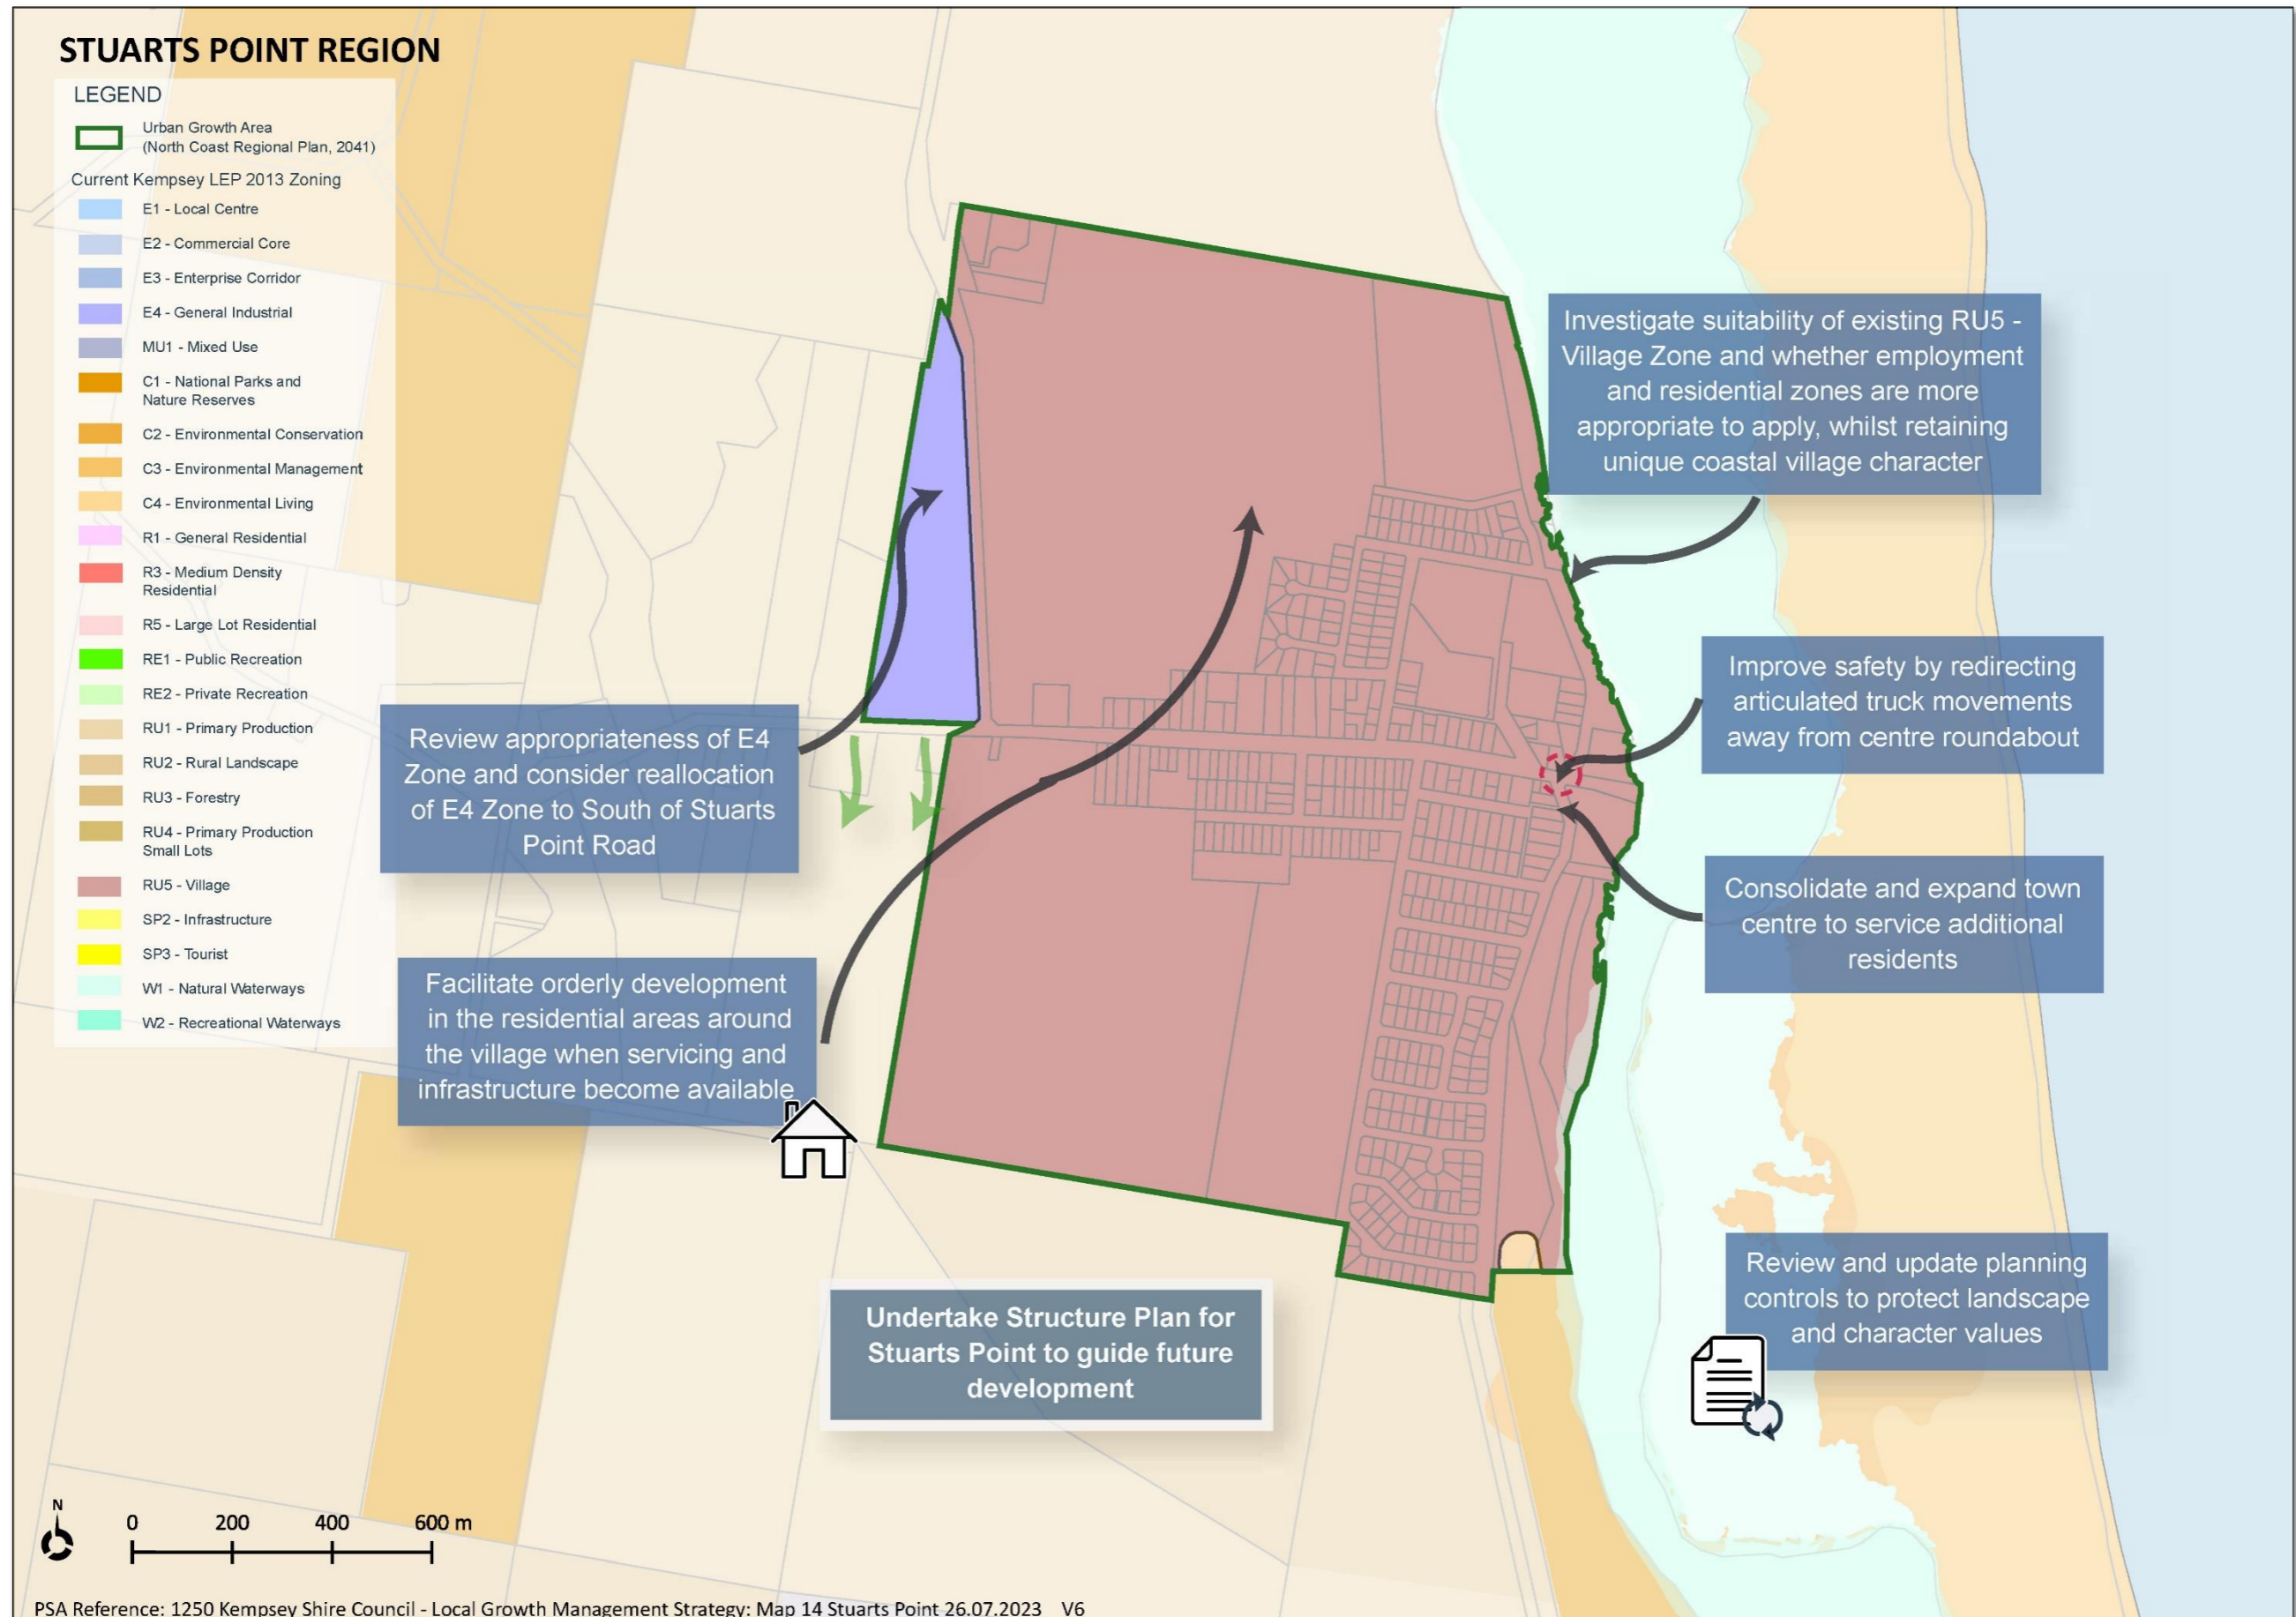 STUARTS POINT REGION
LEGEND
Urban Growth Area
(North Coast Regional Plan, 2041)
Current Kempsey LEP 2013 Zoning
E1 - Local Centre
E2 - Commercial Core
E3 - Enterprise Corridor
E4 - General Industrial
MU1 - Mixed Use
C1 - National Parks and
Nature Reserves
C2 - Environmental Conservation
C3 - Environmental Management
C4 - Environmental Living
R1 - General Residential
R3 - Medium Density
Residential
R5 - Large Lot Residential
RE1 - Public Recreation
RE2 - Private Recreation
RU1 - Primary Production
RU2 - Rural Landscape
RU3 - Forestry
RU4 - Primary Production
Small Lots
RU5 - Village
SP2 - Infrastructure
SP3 - Tourist
W1 - Natural Waterways
W2 - Recreational Waterways
Investigate suitability of existing RU5 -
Village Zone and whether employment
and residential zones are more
appropriate to apply, whilst retaining
unique coastal village character
Improve safety by redirecting
articulated truck movements
away from centre roundabout
Review appropriateness of E4
Zone and consider reallocation
of E4 Zone to South of Stuarts
Point Road
Consolidate and expand town
centre to service additional
residents
Facilitate orderly development
in the residential areas around
the village when servicing and
infrastructure become available
Review and update planning
controls to protect landscape
and character values
Undertake Structure Plan for
Stuarts Point to guide future
development
N
0 200 400 600 m
PSA Reference: 1250 Kempsey Shire Council - Local Growth Management Strategy: Map 14 Stuarts Point 26.07.2023 V6